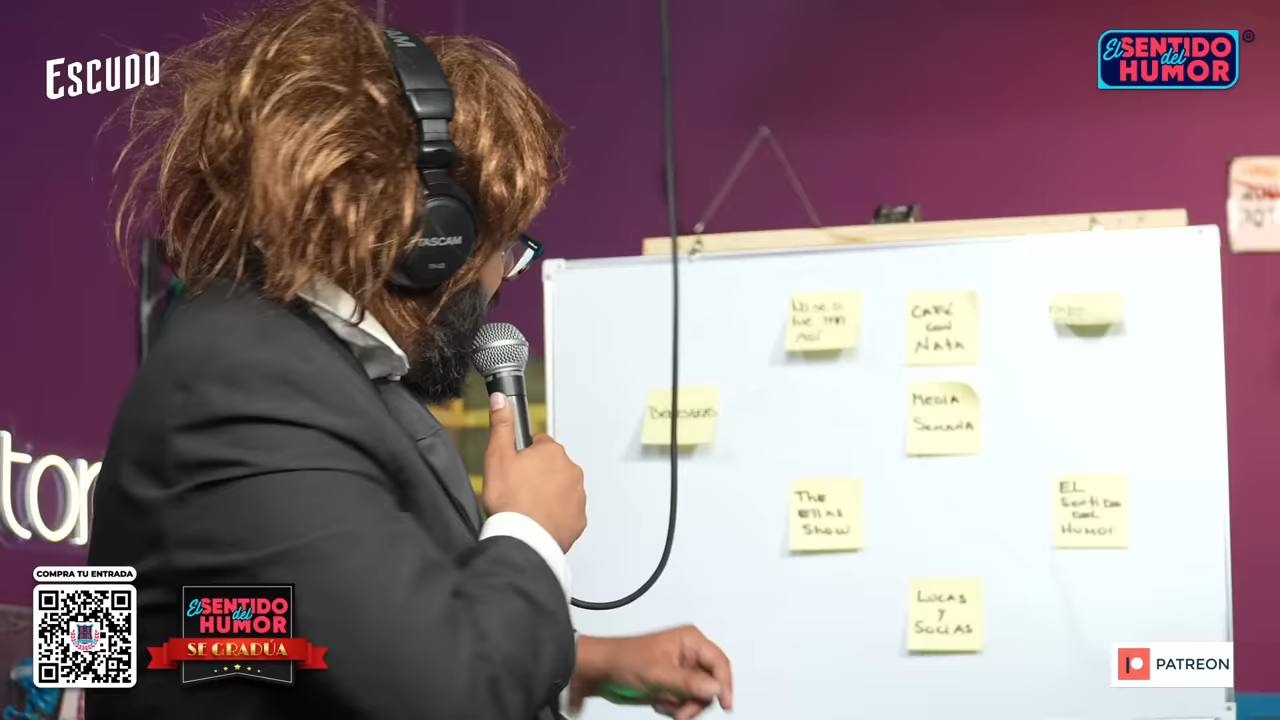 ESCUDO
El SENTIDO
del
HUMOR
®
TASCAM
CAFÉ
con
NATA
MEDIA
SEMANA
The
ELLAS
Show
EL
Sentido
del
Humor
LUCAS
Y
SOCIAS
tor
COMPRA TU ENTRADA
El SENTIDO
del
HUMOR
SE GRADÚA
PATREON